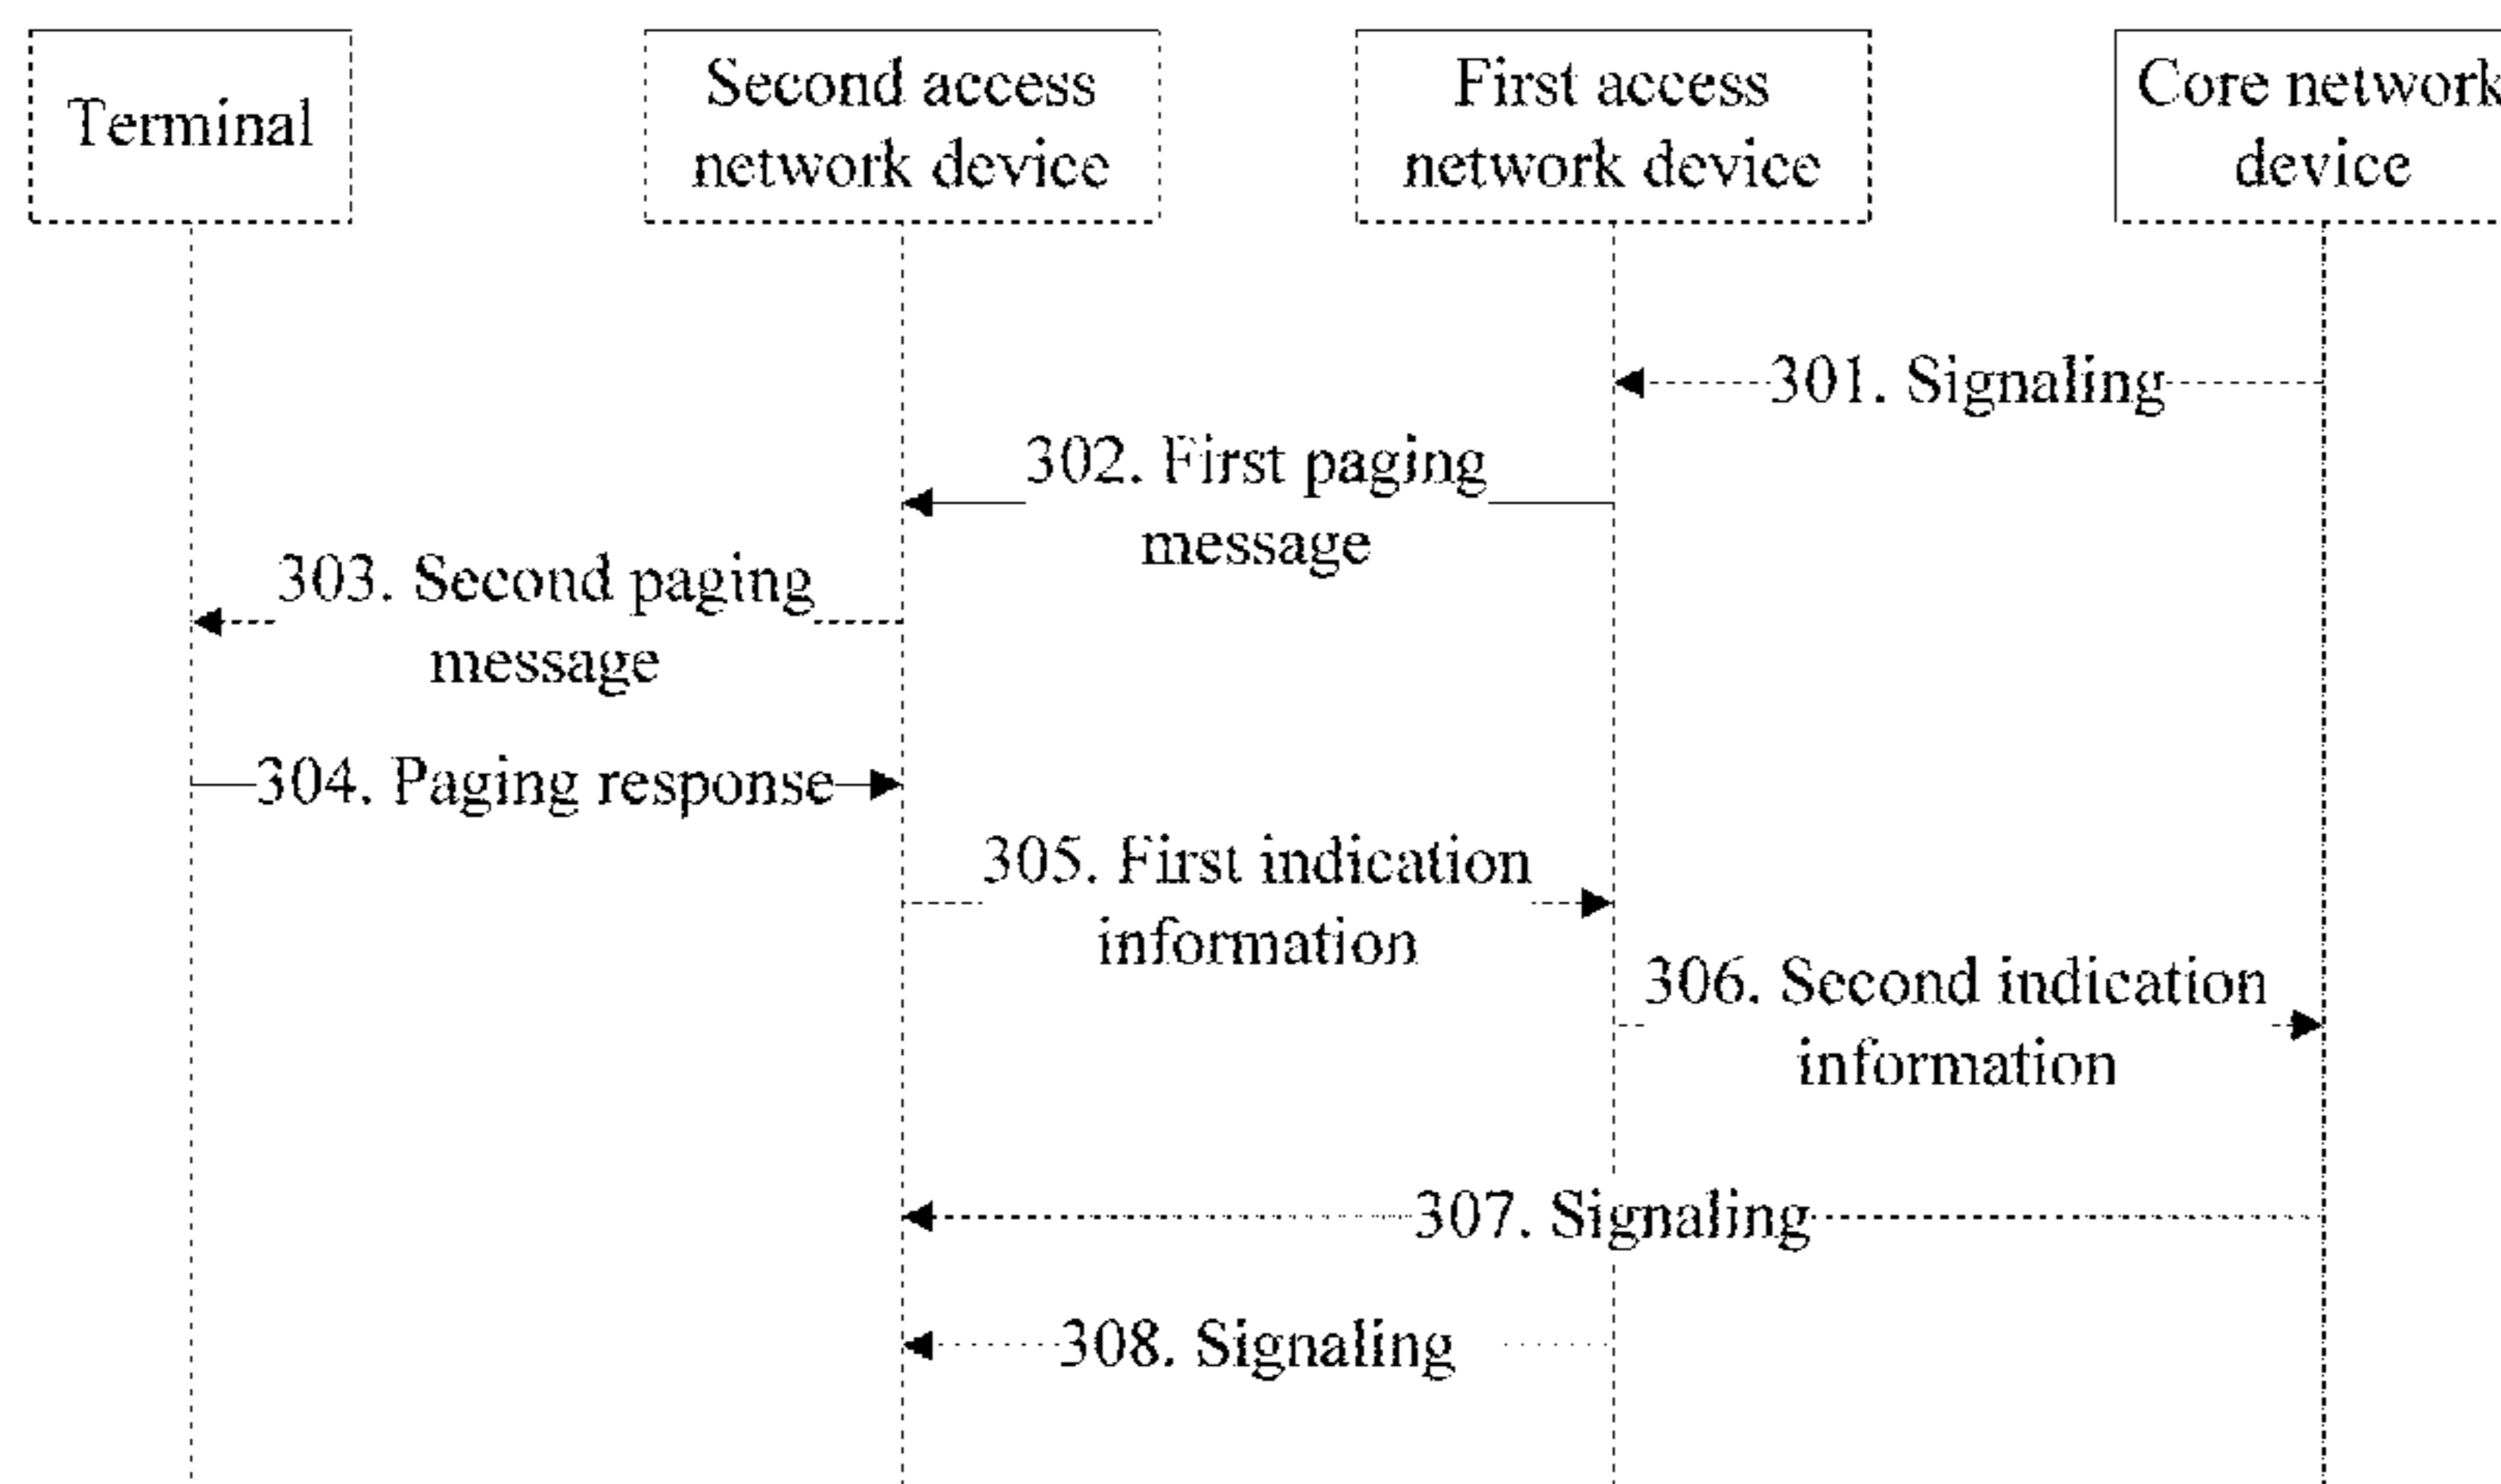 Terminal
Second access
network device
First access
network device
Core network
device
301. Signaling
302. First paging
message
303. Second paging
message
304. Paging response
305. First indication
information
306. Second indication
information
307. Signaling
308. Signaling